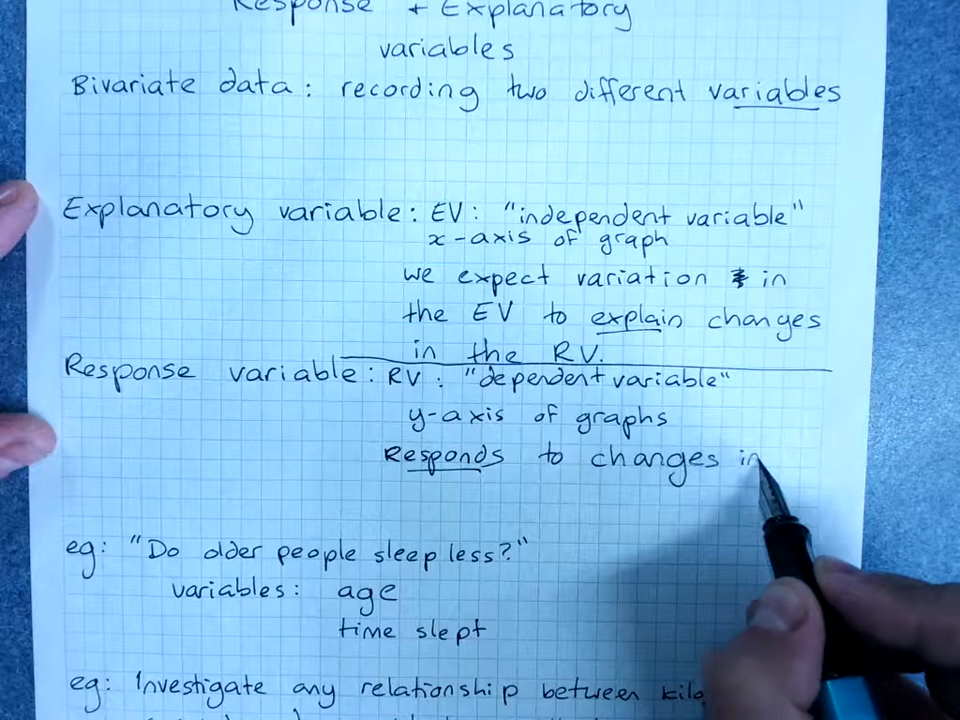 Response + Explanatory
variables
Bivariate data: recording two different variables
Explanatory variable: EV: "independent variable"
x-axis of graph
we expect variation in
the EV to explain changes
in the RV.
Response variable: RV: "dependent variable"
y-axis of graphs
Responds to changes in
eg: "Do older people sleep less?"
variables: age
time slept
eg: Investigate any relationship between